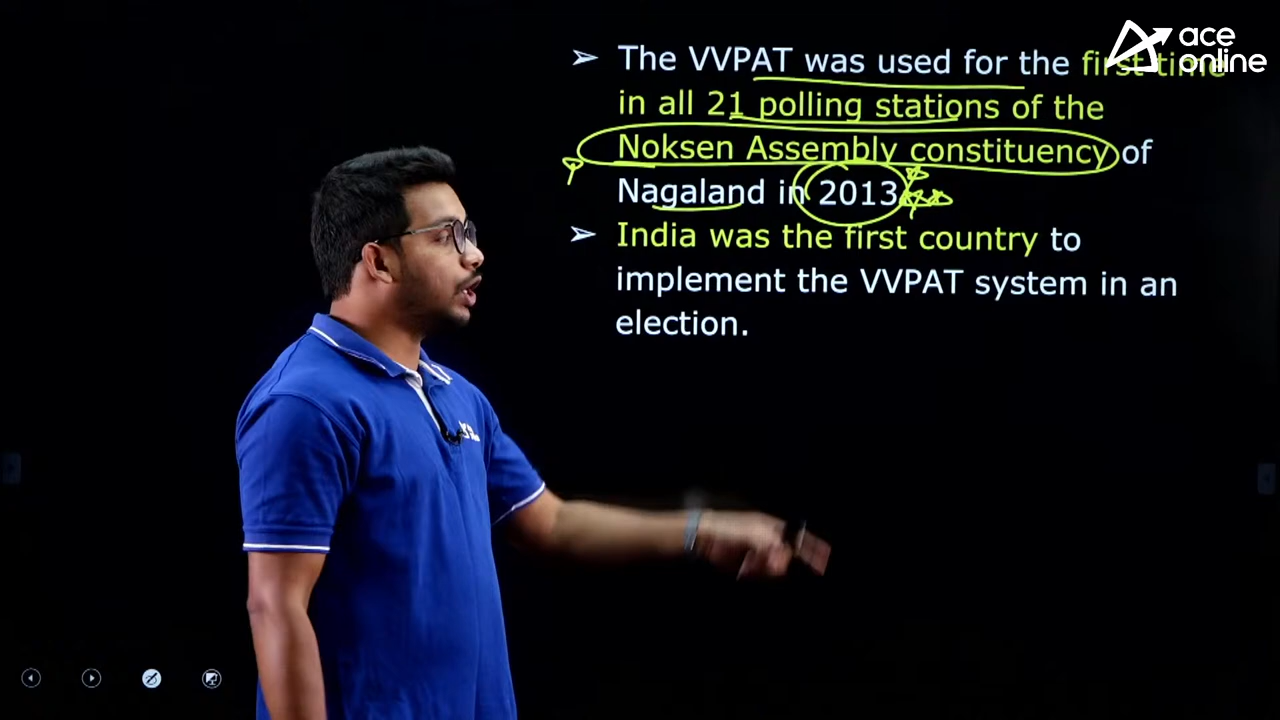 ace
online
➢ The VVPAT was used for the first time
in all 21 polling stations of the
Noksen Assembly constituency of
Nagaland in 2013
➢ India was the first country to
implement the VVPAT system in an
election.